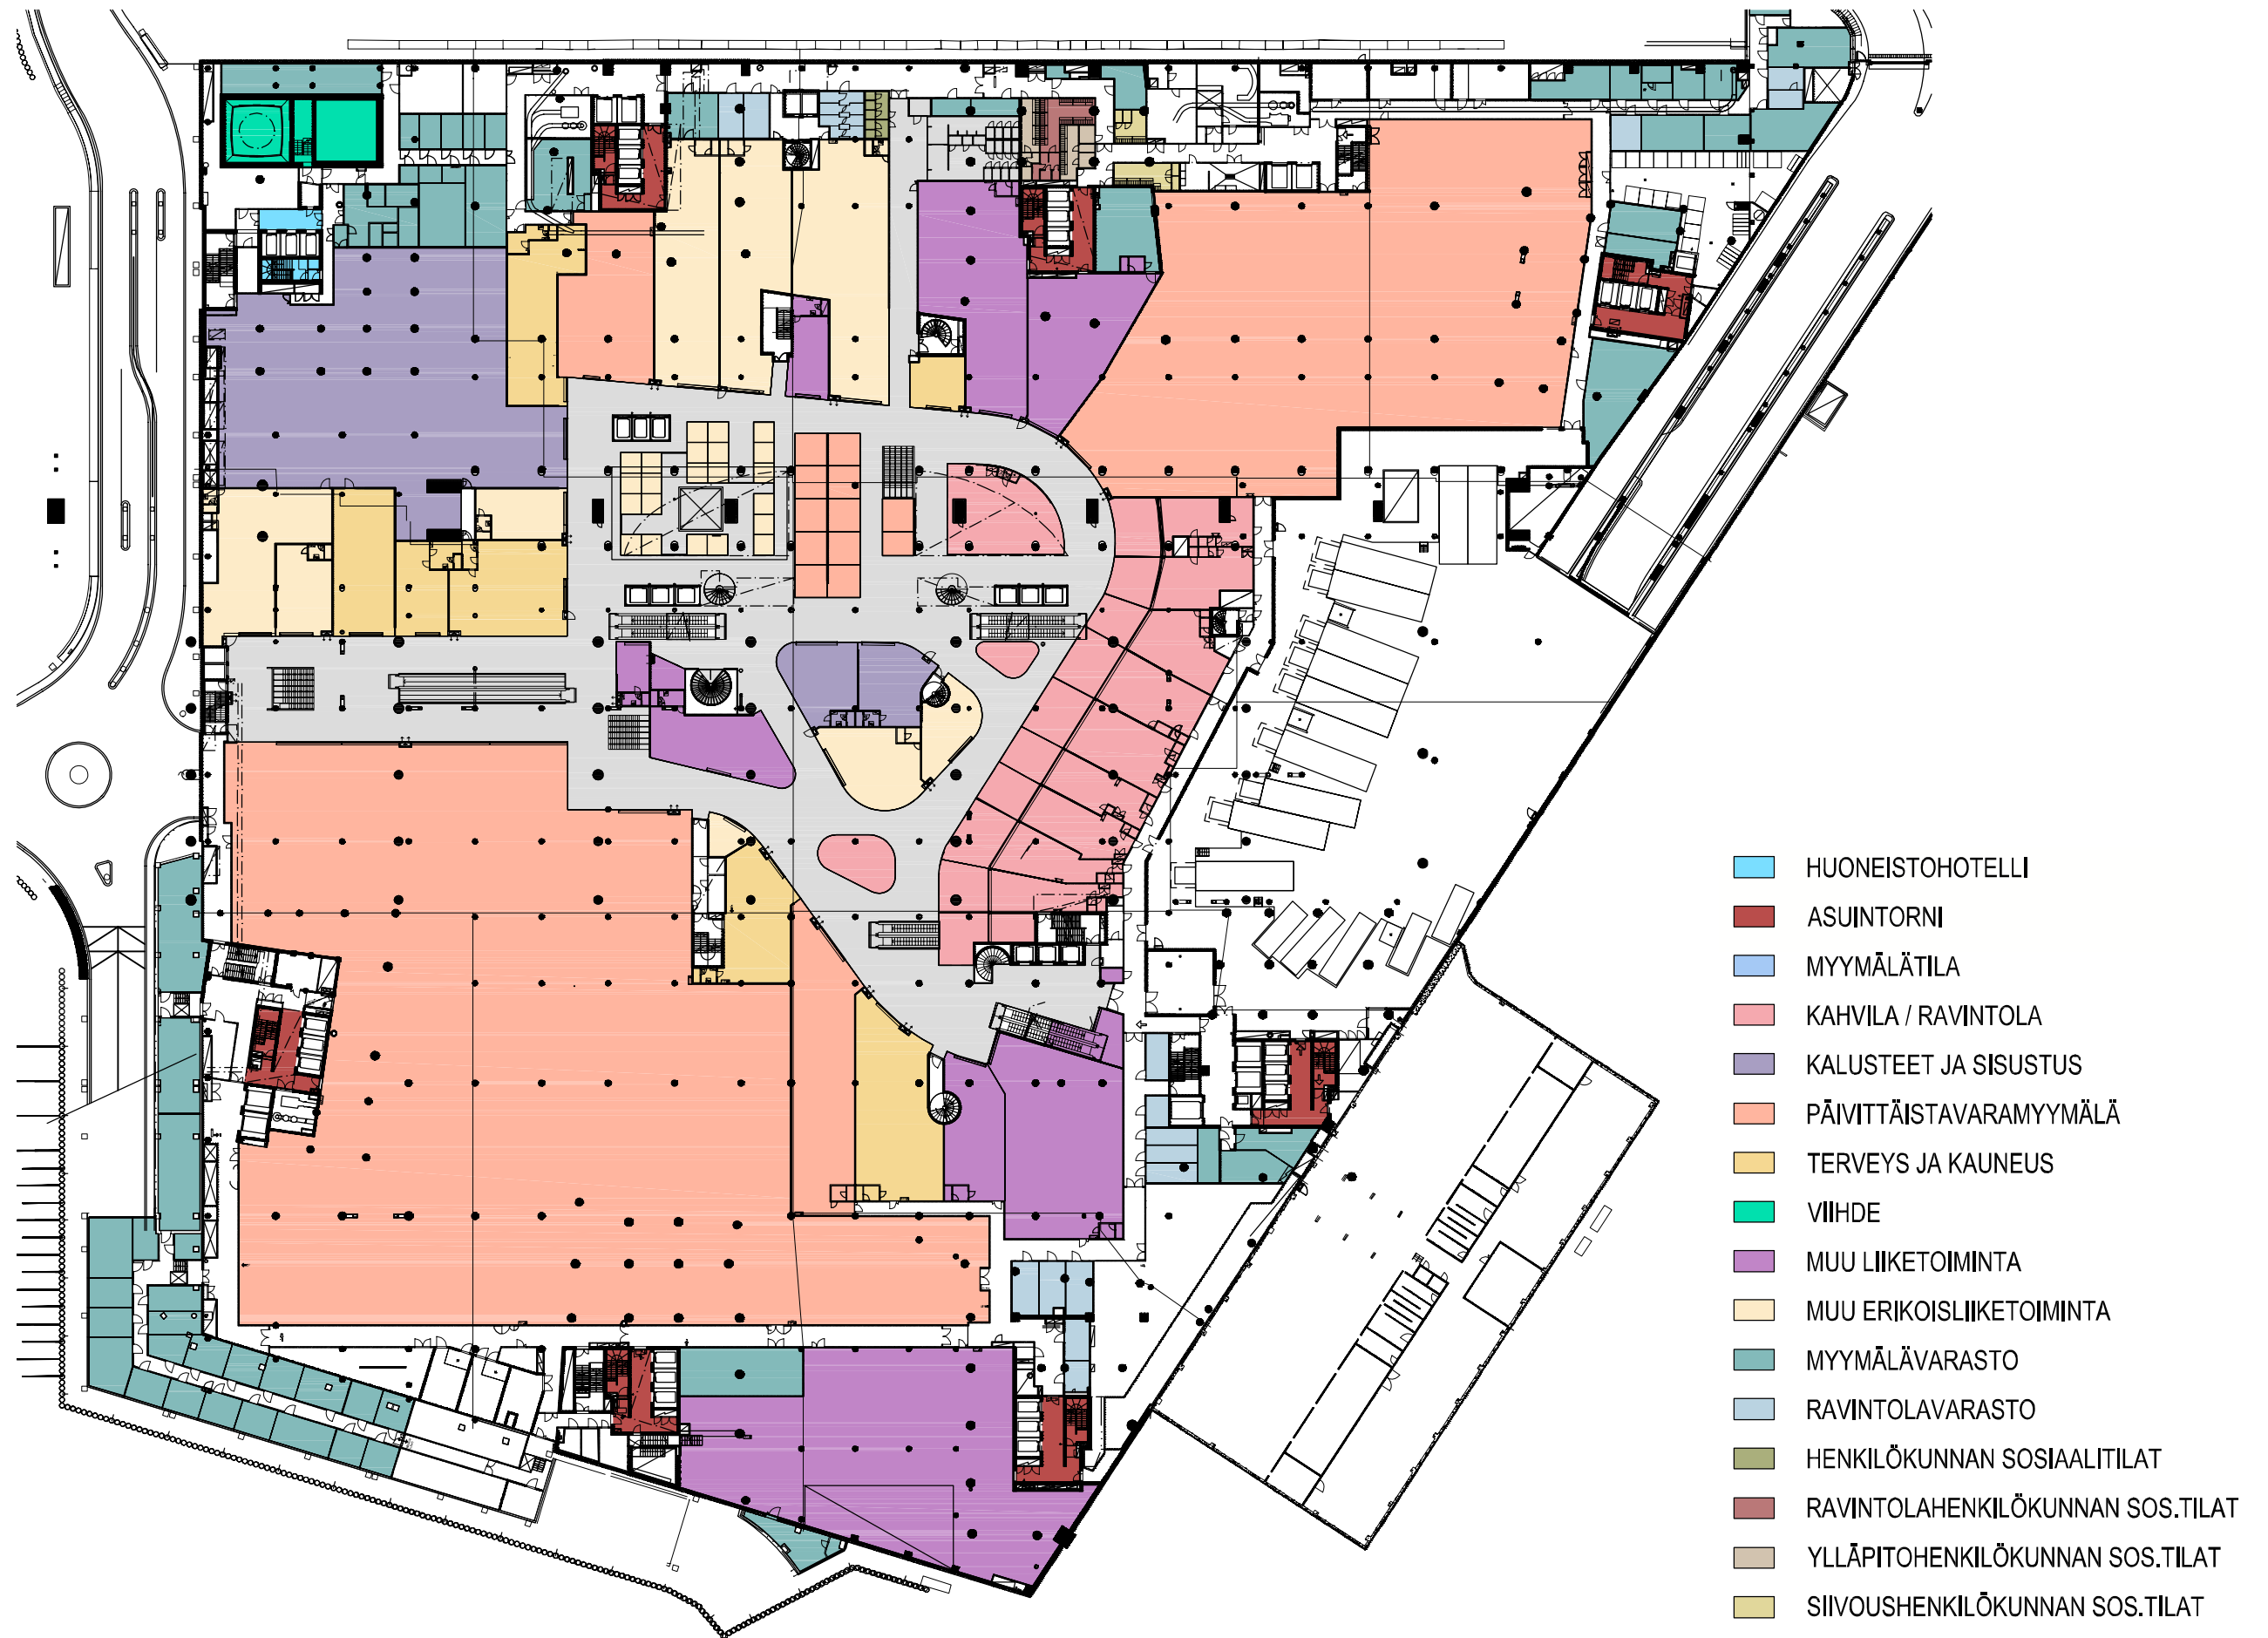 HUONEISTOHOTELLI
ASUINTORNI
MYYMÄLÄTILA
KAHVILA / RAVINTOLA
KALUSTEET JA SISUSTUS
PÄIVITTÄISTAVARAMYYMÄLÄ
TERVEYS JA KAUNEUS
VIIHDE
MUU LIIKETOIMINTA
MUU ERIKOISLIIKETOIMINTA
MYYMÄLÄVARASTO
RAVINTOLAVARASTO
HENKILÖKUNNAN SOSIAALITILAT
RAVINTOLAHENKILÖKUNNAN SOS.TILAT
YLLÄPITOHENKILÖKUNNAN SOS.TILAT
SIIVOUSHENKILÖKUNNAN SOS.TILAT